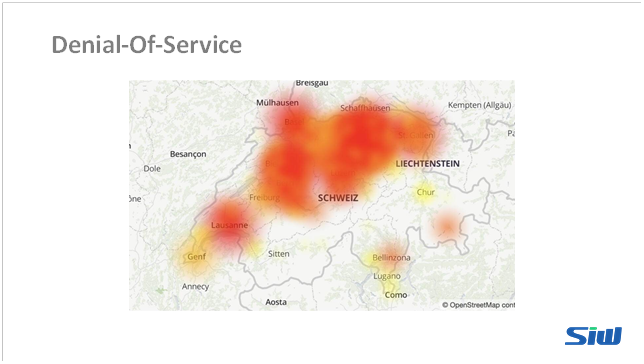 Denial-Of-Service
Breisgau
Mülhausen
Schaffhausen
Kempten (Allgäu)
Besançon
Dole
LIECHTENSTEIN
Chur
Freiburg
SCHWEIZ
Lausanne
Genf
Sitten
Bellinzona
Lugano
Annecy
Como
Aosta
© OpenStreetMap cont
SiW